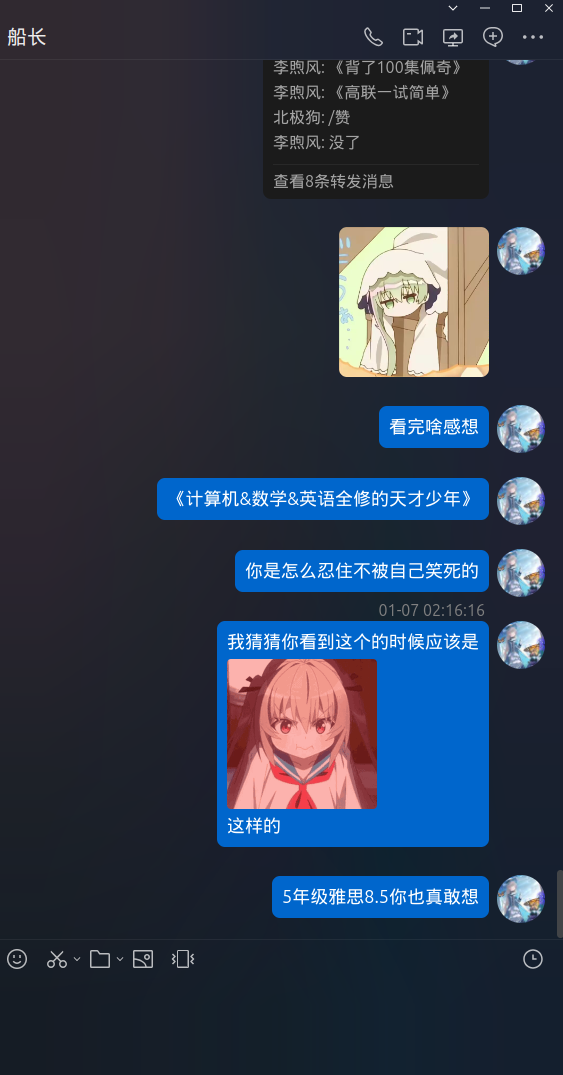 船长
李煦风: 《背了100集佩奇》
李煦风: 《高联一试简单》
北极狗: /赞
李煦风: 没了
查看8条转发消息
看完啥感想
《计算机&数学&英语全修的天才少年》
你是怎么忍住不被自己笑死的
01-07 02:16:16
我猜猜你看到这个的时候应该是
这样的
5年级雅思8.5你也真敢想